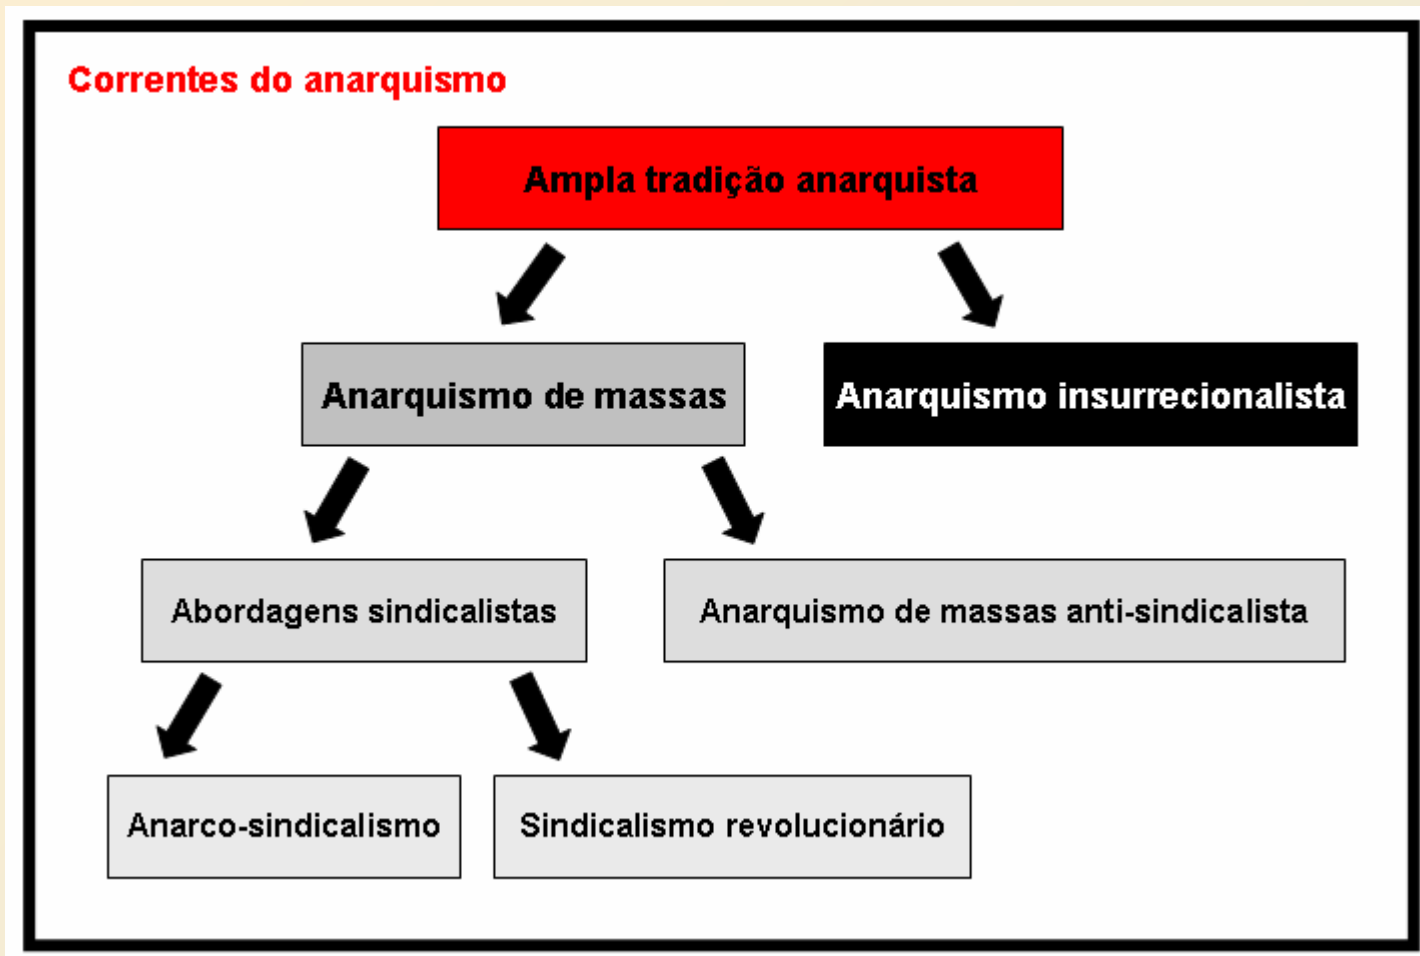 Correntes do anarquismo
Ampla tradição anarquista
Anarquismo de massas
Anarquismo insurrecionalista
Abordagens sindicalistas
Anarquismo de massas anti-sindicalista
Anarco-sindicalismo
Sindicalismo revolucionário